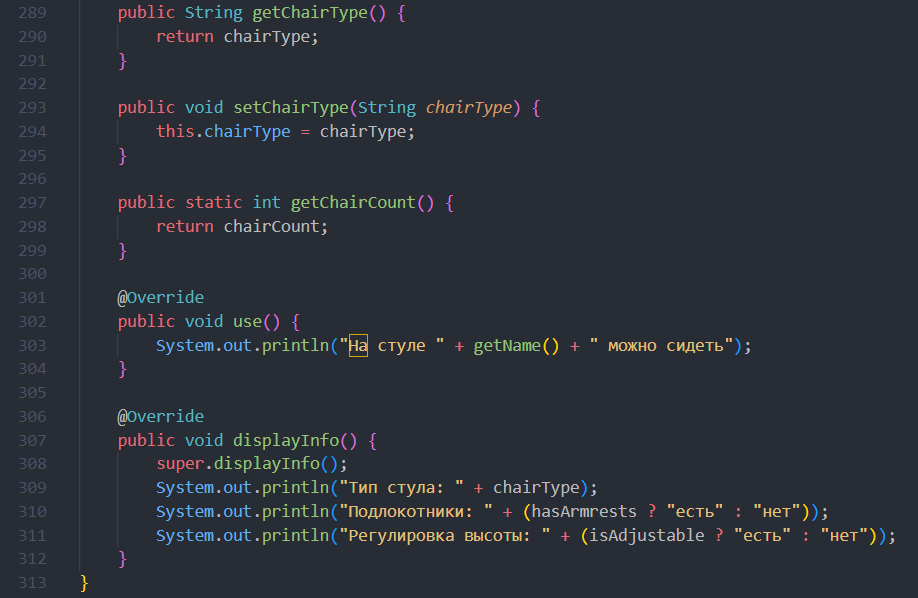 289 public String getChairType() {
290 return chairType;
291 }
292
293 public void setChairType(String chairType) {
294 this.chairType = chairType;
295 }
296
297 public static int getChairCount() {
298 return chairCount;
299 }
300
301 @Override
302 public void use() {
303 System.out.println("На стуле " + getName() + " можно сидеть");
304 }
305
306 @Override
307 public void displayInfo() {
308 super.displayInfo();
309 System.out.println("Тип стула: " + chairType);
310 System.out.println("Подлокотники: " + (hasArmrests ? "есть" : "нет"));
311 System.out.println("Регулировка высоты: " + (isAdjustable ? "есть" : "нет"));
312 }
313 }